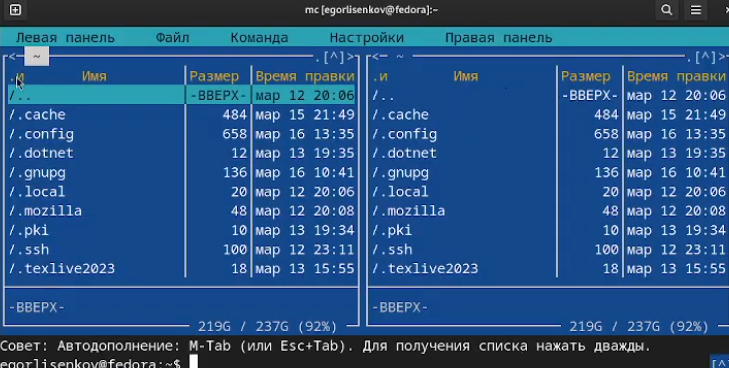 mc [egorlisenkov@fedora]:~
Левая панель Файл Команда Настройки Правая панель
<─ ~ .[^]> <─ ~ .[^]>
.и Имя Размер Время правки .и Имя Размер Время правки
/.. -ВВЕРХ- мар 12 20:06 /.. -ВВЕРХ- мар 12 20:06
/.cache 484 мар 15 21:49 /.cache 484 мар 15 21:49
/.config 658 мар 16 13:35 /.config 658 мар 16 13:35
/.dotnet 12 мар 13 19:35 /.dotnet 12 мар 13 19:35
/.gnupg 136 мар 16 10:41 /.gnupg 136 мар 16 10:41
/.local 20 мар 12 20:06 /.local 20 мар 12 20:06
/.mozilla 48 мар 12 20:08 /.mozilla 48 мар 12 20:08
/.pki 10 мар 13 19:34 /.pki 10 мар 13 19:34
/.ssh 100 мар 12 23:11 /.ssh 100 мар 12 23:11
/.texlive2023 18 мар 13 15:55 /.texlive2023 18 мар 13 15:55
-ВВЕРХ- -ВВЕРХ-
219G / 237G (92%) 219G / 237G (92%)
Совет: Автодополнение: M-Tab (или Esc+Tab). Для получения списка нажать дважды.
egorlisenkov@fedora:~$ [^]